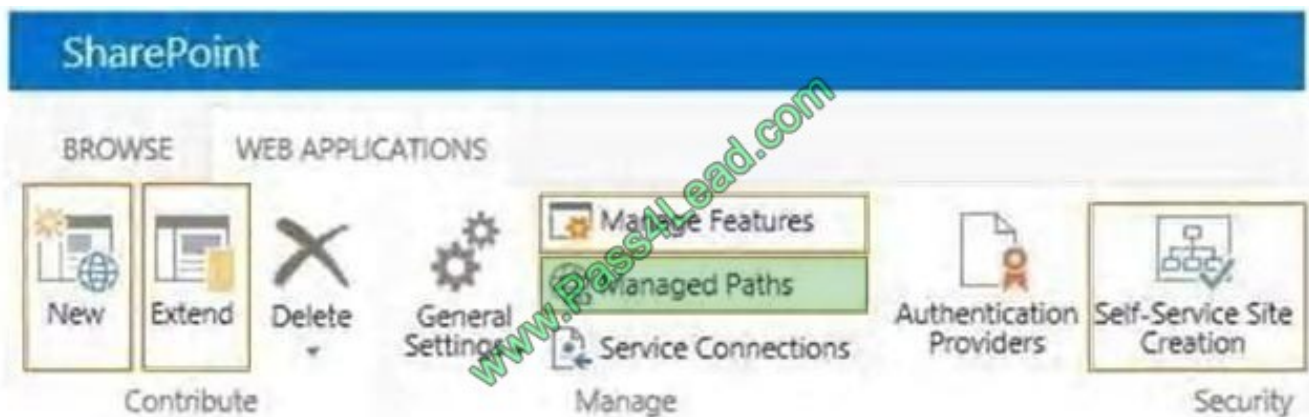 SharePoint
BROWSE WEB APPLICATIONS
New
Extend
Delete
General Settings
Manage Features
Managed Paths
Service Connections
Authentication Providers
Self-Service Site Creation
Contribute
Manage
Security
www.Pass4Lead.com